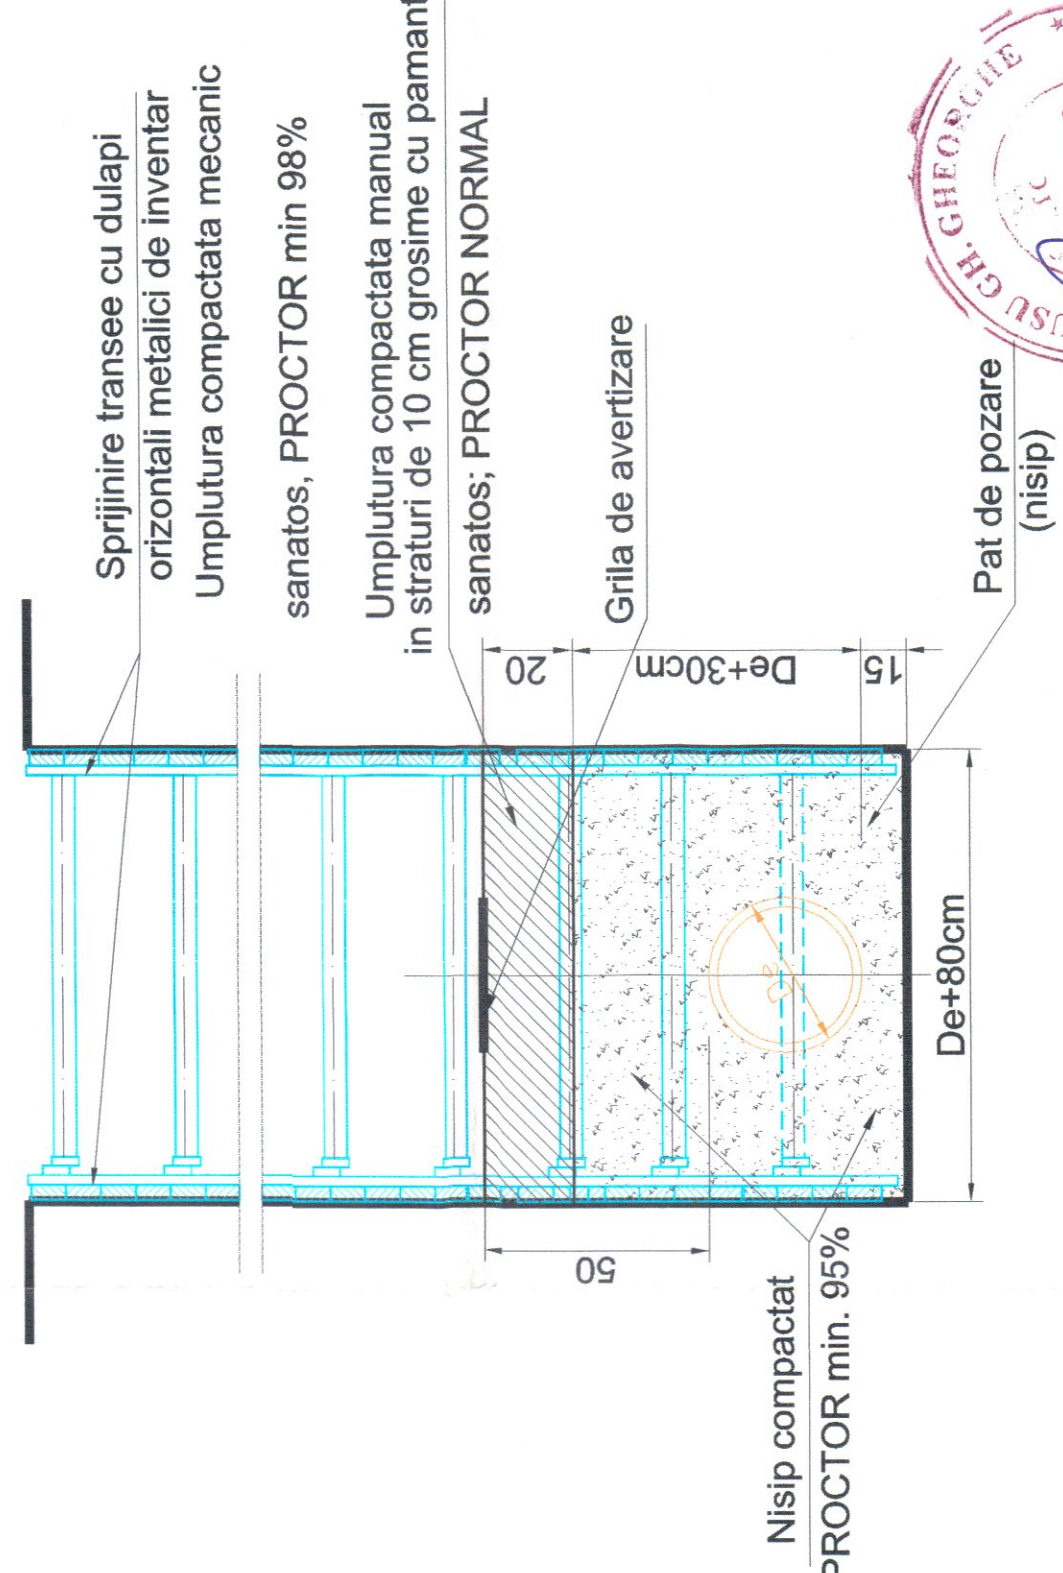 Sprijinire transee cu dulapi
orizontali metalici de inventar
Umplutura compactata mecanic
sanatos, PROCTOR min 98%
Umplutura compactata manual
in straturi de 10 cm grosime cu pamant
sanatos; PROCTOR NORMAL
Grila de avertizare
20
De+30cm
15
Pat de pozare
(nisip)
De
De+80cm
50
Nisip compactat
PROCTOR min. 95%
GH. GHEORGHE